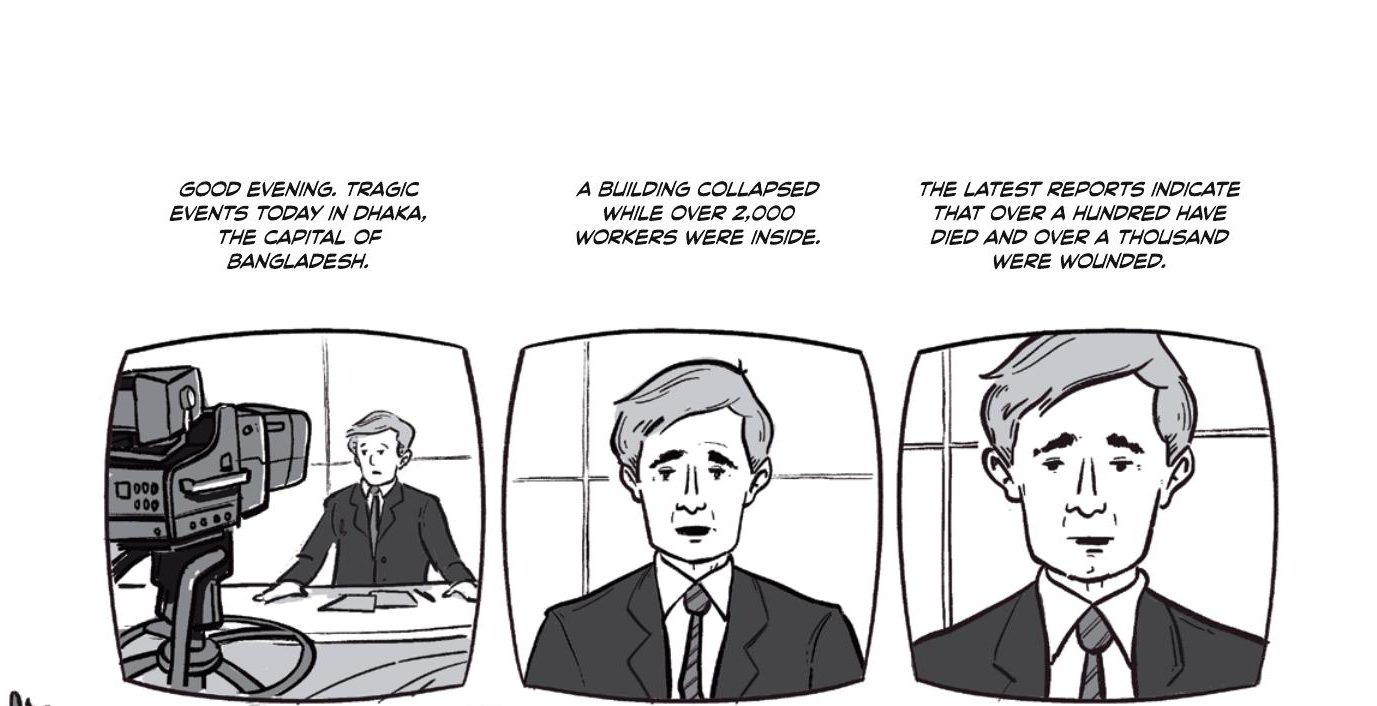 GOOD EVENING. TRAGIC
EVENTS TODAY IN DHAKA,
THE CAPITAL OF
BANGLADESH.
A BUILDING COLLAPSED
WHILE OVER 2,000
WORKERS WERE INSIDE.
THE LATEST REPORTS INDICATE
THAT OVER A HUNDRED HAVE
DIED AND OVER A THOUSAND
WERE WOUNDED.